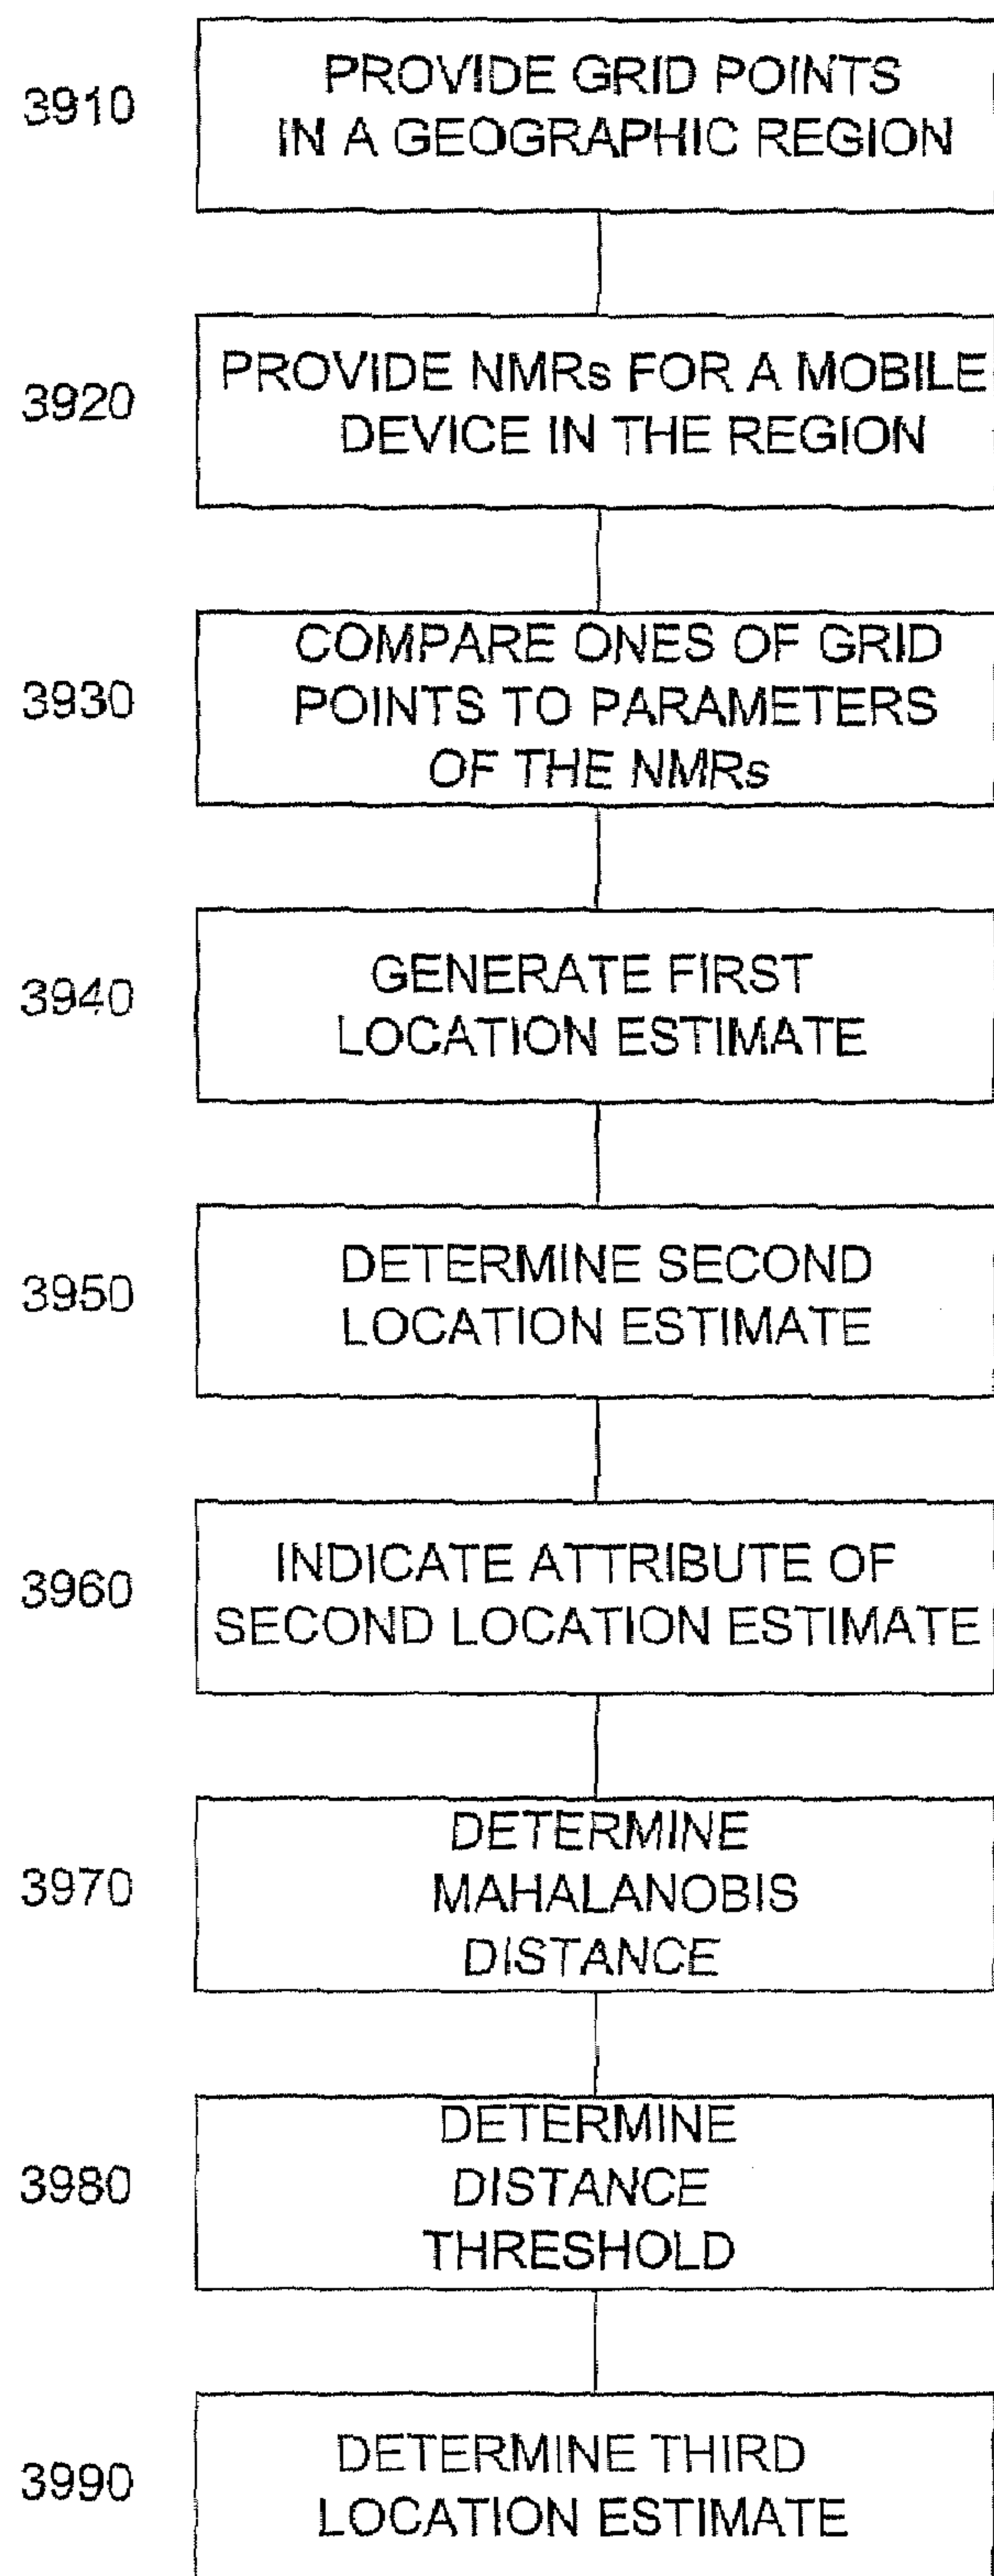 3910
PROVIDE GRID POINTS
IN A GEOGRAPHIC REGION
3920
PROVIDE NMRs FOR A MOBILE
DEVICE IN THE REGION
3930
COMPARE ONES OF GRID
POINTS TO PARAMETERS
OF THE NMRs
3940
GENERATE FIRST
LOCATION ESTIMATE
3950
DETERMINE SECOND
LOCATION ESTIMATE
3960
INDICATE ATTRIBUTE OF
SECOND LOCATION ESTIMATE
3970
DETERMINE
MAHALANOBIS
DISTANCE
3980
DETERMINE
DISTANCE
THRESHOLD
3990
DETERMINE THIRD
LOCATION ESTIMATE